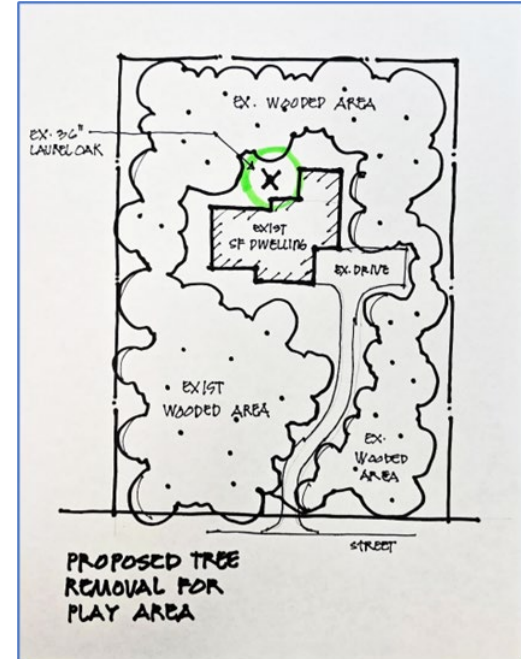 EX. WOODED AREA
EX. 36"
LAUREL OAK
X
EXIST
SF DWELLING
EX. DRIVE
EXIST
WOODED AREA
EX.
WOODED
AREA
STREET
PROPOSED TREE
REMOVAL FOR
PLAY AREA